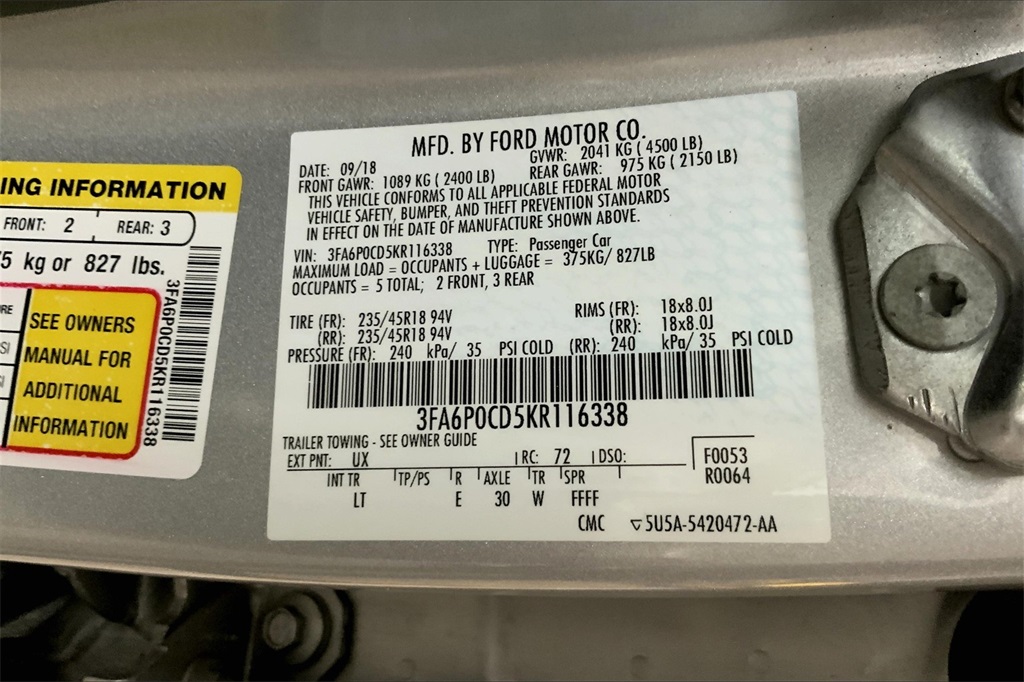 NG INFORMATION
FRONT: 2 REAR: 3
5 kg or 827 lbs.
SEE OWNERS
MANUAL FOR
ADDITIONAL
INFORMATION
3FA6P0CD5KR116338
MFD. BY FORD MOTOR CO.
DATE: 09/18 GVWR: 2041 KG ( 4500 LB)
FRONT GAWR: 1089 KG ( 2400 LB) REAR GAWR: 975 KG ( 2150 LB)
THIS VEHICLE CONFORMS TO ALL APPLICABLE FEDERAL MOTOR
VEHICLE SAFETY, BUMPER, AND THEFT PREVENTION STANDARDS
IN EFFECT ON THE DATE OF MANUFACTURE SHOWN ABOVE.
VIN: 3FA6P0CD5KR116338 TYPE: Passenger Car
MAXIMUM LOAD = OCCUPANTS + LUGGAGE = 375KG/ 827LB
OCCUPANTS = 5 TOTAL; 2 FRONT, 3 REAR
TIRE (FR): 235/45R18 94V RIMS (FR): 18x8.0J
(RR): 235/45R18 94V (RR): 18x8.0J
PRESSURE (FR): 240 kPa/ 35 PSI COLD (RR): 240 kPa/ 35 PSI COLD
3FA6P0CD5KR116338
TRAILER TOWING - SEE OWNER GUIDE
EXT PNT: UX RC: 72 DSO: F0053
INT TR TP/PS R AXLE TR SPR R0064
LT E 30 W FFFF
CMC ▽5U5A-5420472-AA